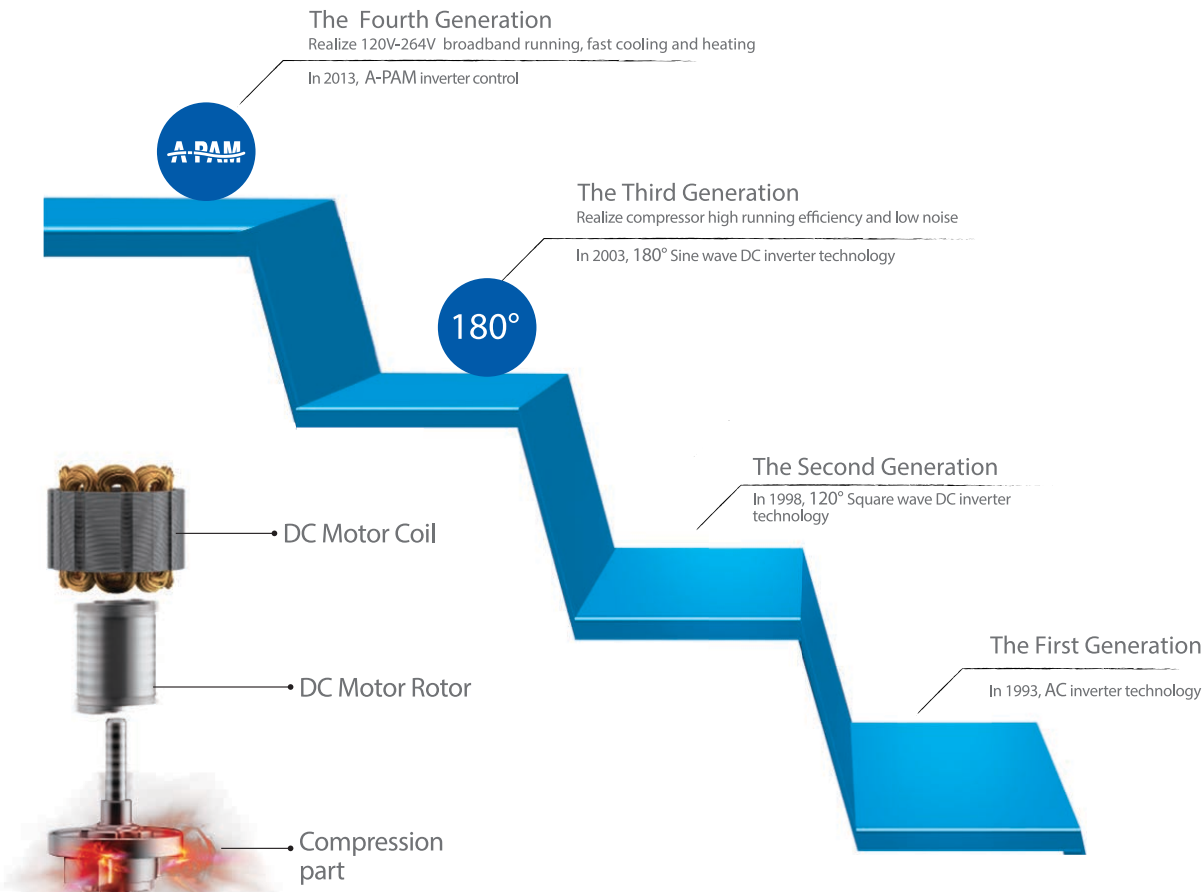 The Fourth Generation
Realize 120V-264V broadband running, fast cooling and heating
In 2013, A-PAM inverter control
A-PAM
The Third Generation
Realize compressor high running efficiency and low noise
In 2003, 180° Sine wave DC inverter technology
180°
The Second Generation
In 1998, 120° Square wave DC inverter
technology
DC Motor Coil
The First Generation
In 1993, AC inverter technology
DC Motor Rotor
Compression
part